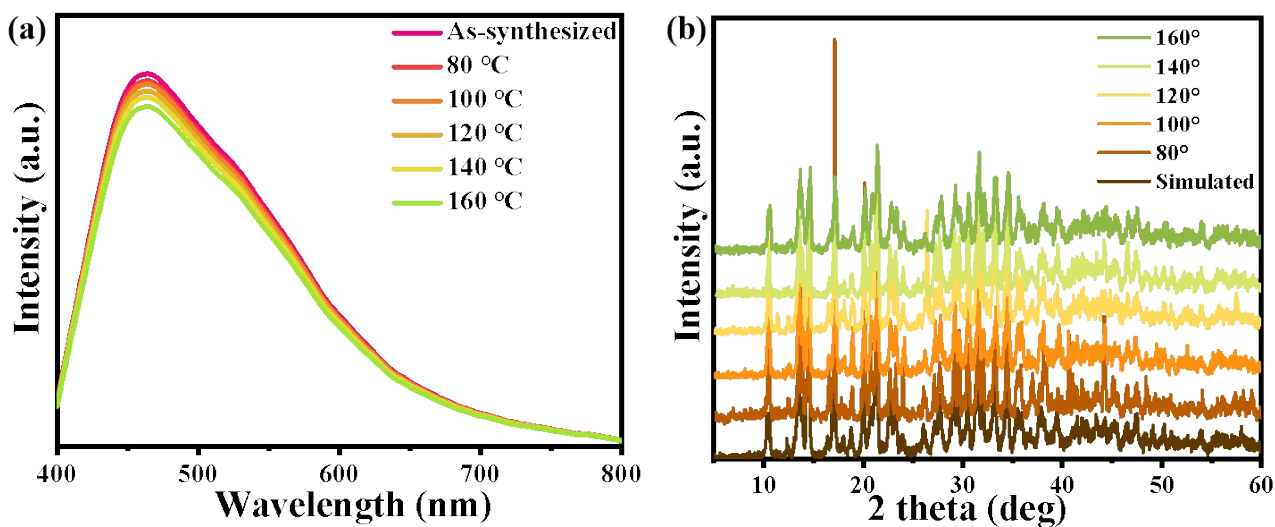 (a)
As-synthesized
80 °C
100 °C
120 °C
140 °C
160 °C
Intensity (a.u.)
400 500 600 700 800
Wavelength (nm)
(b)
160°
140°
120°
100°
80°
Simulated
Intensity (a.u.)
10 20 30 40 50 60
2 theta (deg)